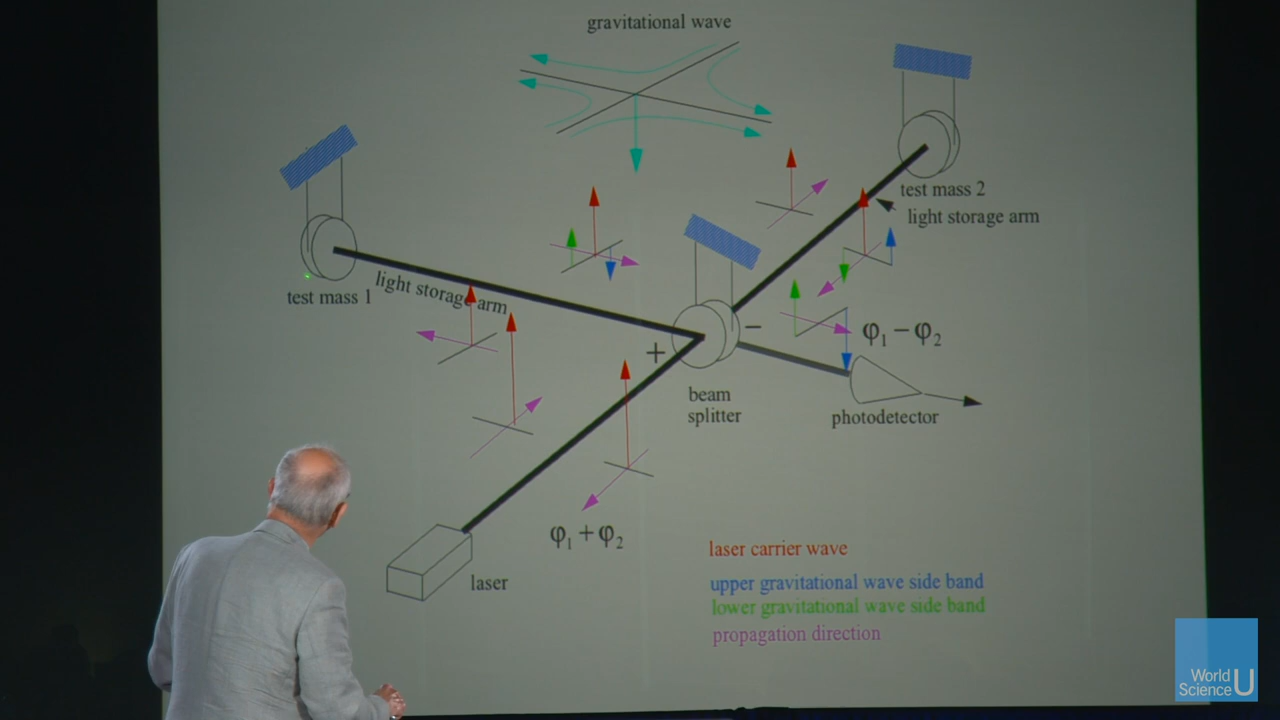 gravitational wave
test mass 2
light storage arm
test mass 1
light storage arm
+
−
φ₁ − φ₂
beam
splitter
photodetector
φ₁ + φ₂
laser
laser carrier wave
upper gravitational wave side band
lower gravitational wave side band
propagation direction
World
Science U